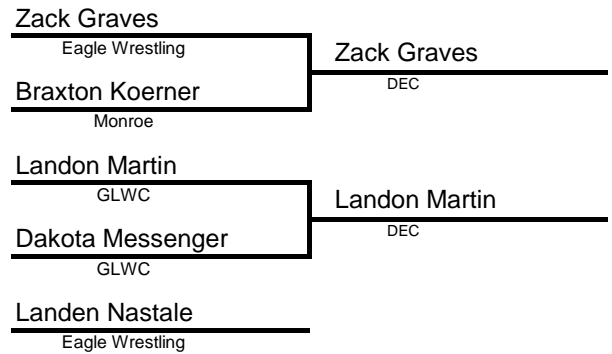 Zack Graves
Eagle Wrestling
Zack Graves
DEC
Braxton Koerner
Monroe
Landon Martin
GLWC
Landon Martin
DEC
Dakota Messenger
GLWC
Landen Nastale
Eagle Wrestling